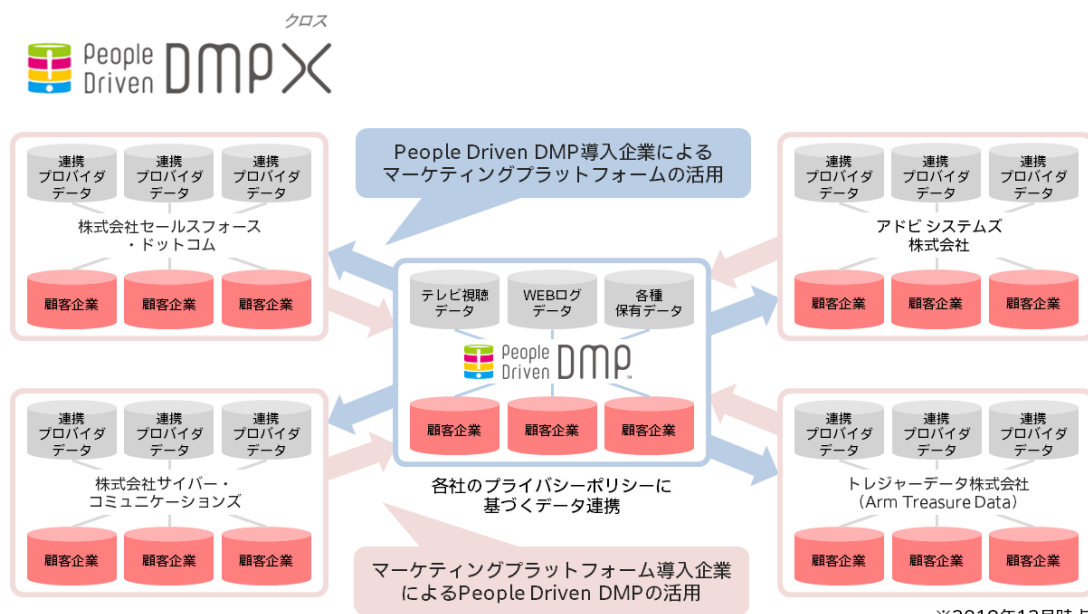 クロス
People
Driven DMP X
People Driven DMP導入企業による
マーケティングプラットフォームの活用
連携
プロバイダ
データ
連携
プロバイダ
データ
連携
プロバイダ
データ
株式会社セールスフォース
・ドットコム
顧客企業
顧客企業
顧客企業
連携
プロバイダ
データ
連携
プロバイダ
データ
連携
プロバイダ
データ
アドビ システムズ
株式会社
顧客企業
顧客企業
顧客企業
テレビ視聴
データ
WEBログ
データ
各種
保有データ
People
Driven DMP™
顧客企業
顧客企業
顧客企業
各社のプライバシーポリシーに
基づくデータ連携
連携
プロバイダ
データ
連携
プロバイダ
データ
連携
プロバイダ
データ
株式会社サイバー・
コミュニケーションズ
顧客企業
顧客企業
顧客企業
連携
プロバイダ
データ
連携
プロバイダ
データ
連携
プロバイダ
データ
トレジャーデータ株式会社
（Arm Treasure Data）
顧客企業
顧客企業
顧客企業
マーケティングプラットフォーム導入企業
によるPeople Driven DMPの活用